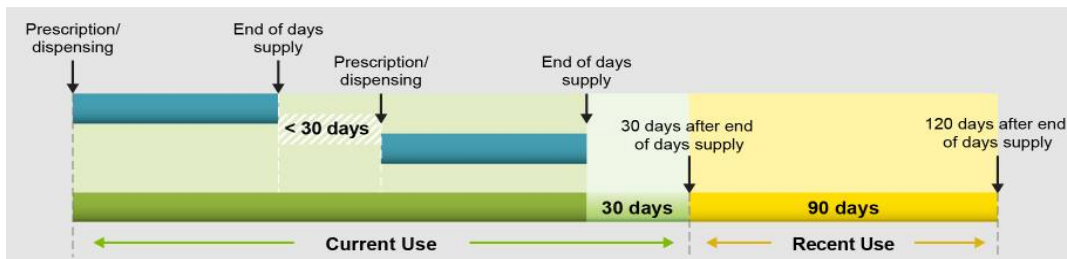 Prescription/
dispensing
End of days
supply
Prescription/
dispensing
End of days
supply
< 30 days
30 days after end
of days supply
120 days after end
of days supply
30 days
90 days
Current Use
Recent Use